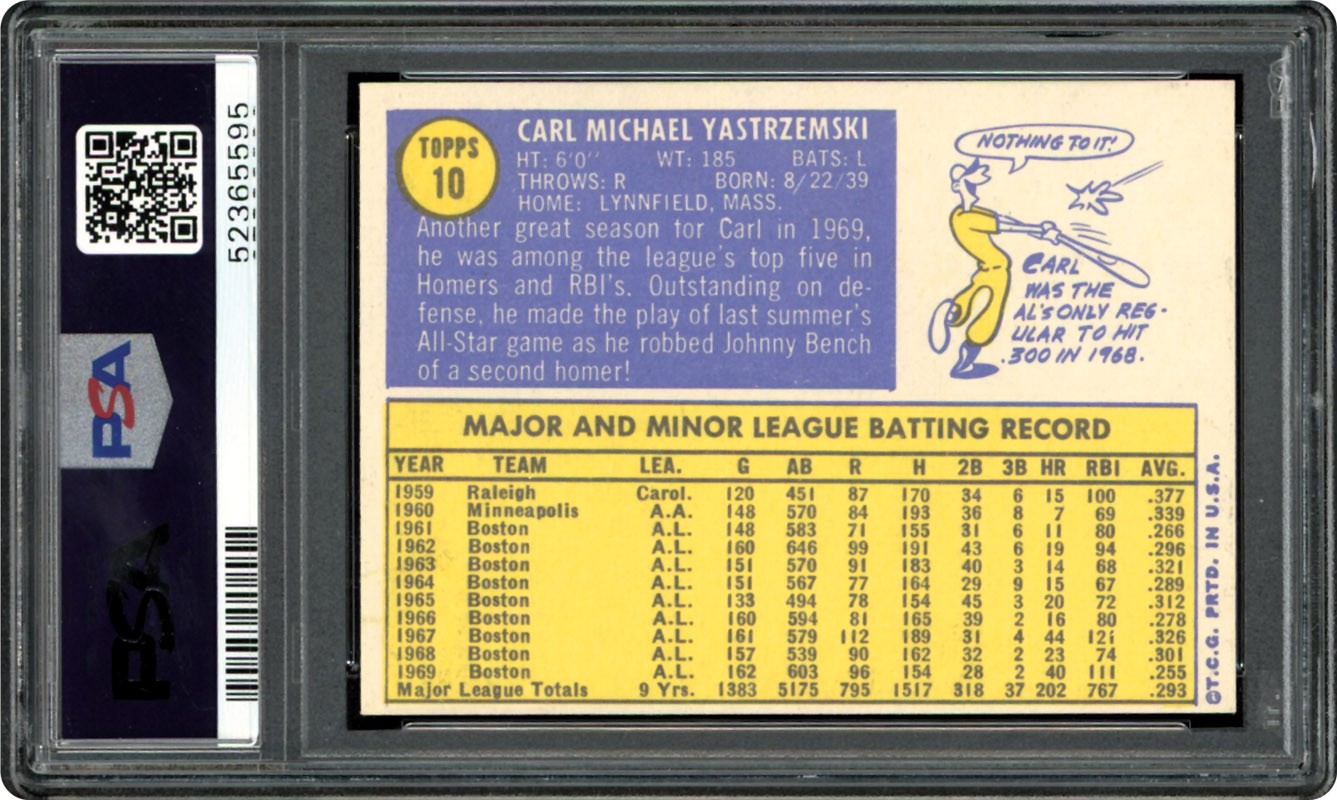 52365595
PSA
PSA
TOPPS
10
CARL MICHAEL YASTRZEMSKI
HT: 6'0'' WT: 185 BATS: L
THROWS: R BORN: 8/22/39
HOME: LYNNFIELD, MASS.
Another great season for Carl in 1969,
he was among the league's top five in
Homers and RBI's. Outstanding on de-
fense, he made the play of last summer's
All-Star game as he robbed Johnny Bench
of a second homer!
NOTHING TO IT!
CARL
WAS THE
AL'S ONLY REG-
ULAR TO HIT
.300 IN 1968.
MAJOR AND MINOR LEAGUE BATTING RECORD
YEAR TEAM LEA. G AB R H 2B 3B HR RBI AVG.
1959 Raleigh Carol. 120 451 87 170 34 6 15 100 .377
1960 Minneapolis A.A. 148 570 84 193 36 8 7 69 .339
1961 Boston A.L. 148 583 71 155 31 6 11 80 .266
1962 Boston A.L. 160 646 99 191 43 6 19 94 .296
1963 Boston A.L. 151 570 91 183 40 3 14 68 .321
1964 Boston A.L. 151 567 77 164 29 9 15 67 .289
1965 Boston A.L. 133 494 78 154 45 3 20 72 .312
1966 Boston A.L. 160 594 81 165 39 2 16 80 .278
1967 Boston A.L. 161 579 112 189 31 4 44 121 .326
1968 Boston A.L. 157 539 90 162 32 2 23 74 .301
1969 Boston A.L. 162 603 96 154 28 2 40 111 .255
Major League Totals 9 Yrs. 1383 5175 795 1517 318 37 202 767 .293
©T.C.G. PRTD. IN U.S.A.